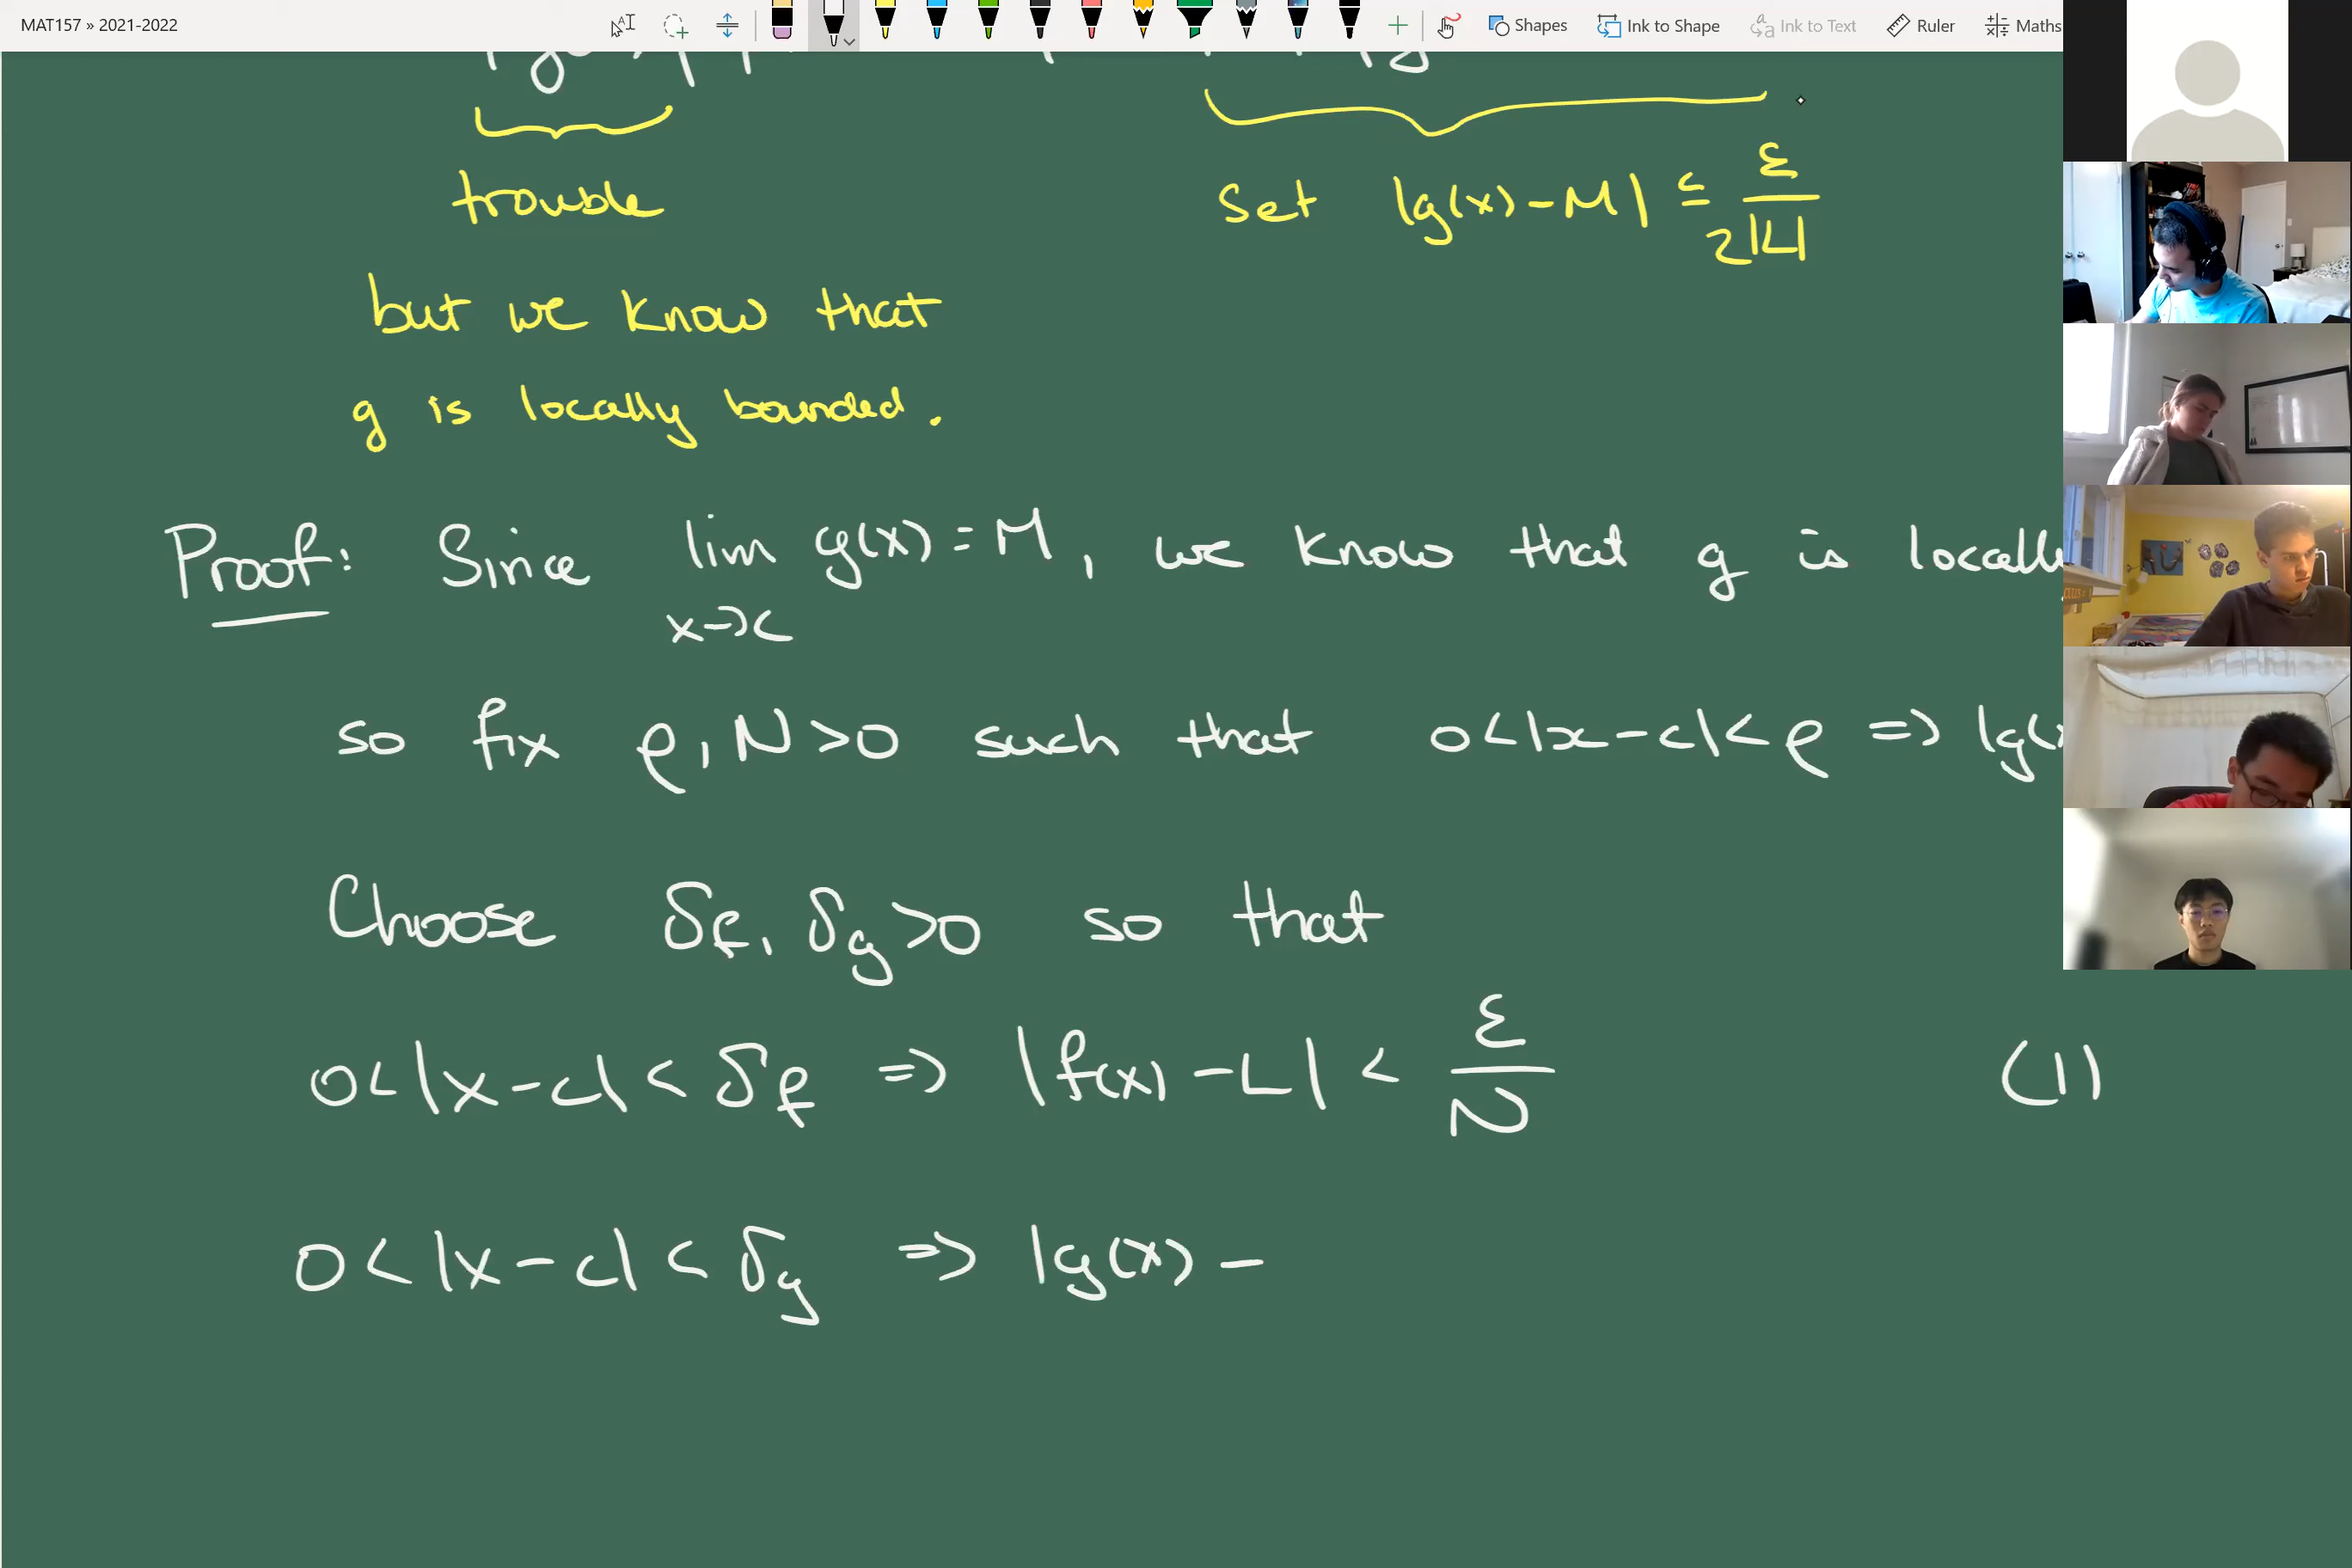 MAT157 » 2021-2022
Shapes Ink to Shape Ink to Text Ruler Maths
trouble
set |g(x)-M| ≤ ε/2|L|
but we know that
g is locally bounded.
Proof: Since lim x→c g(x) = M, we know that g is locall
so fix ρ, N>0 such that 0<|x-c|<ρ ⇒ |g(
Choose δf, δg>0 so that
0<|x-c|<δf ⇒ |f(x)-L| < ε/N (1)
0<|x-c|<δg ⇒ |g(x)-